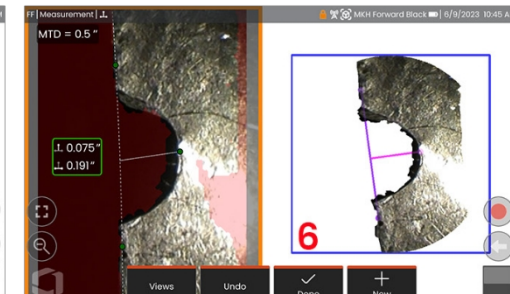 FF | Measurement |
MKH Forward Black | 6/9/2023 10:45 A
MTD = 0.5 "
0.075"
0.191"
6
Views
Undo
Done
New